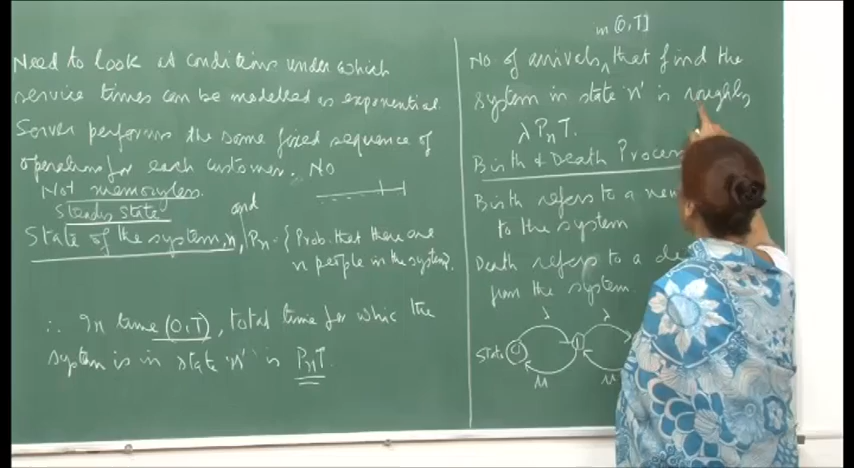 Need to look at conditions under which
service times can be modelled as exponential.
Server performs the same fixed sequence of
operation for each customer. No
Not memoryless.
Steady state
State of the system, n, and Pn = { Prob. that there are
n people in the system}.
∴ In time (0,T), total time for whic the
system is in state 'n' is PnT.
in (0,T]
No of arrivals, that find the
system in state 'n' is roughly
λ PnT.
Birth & Death Process
Birth refers to a new
to the system
Death refers to a de
from the system.
λ λ
State 0 1
μ μ